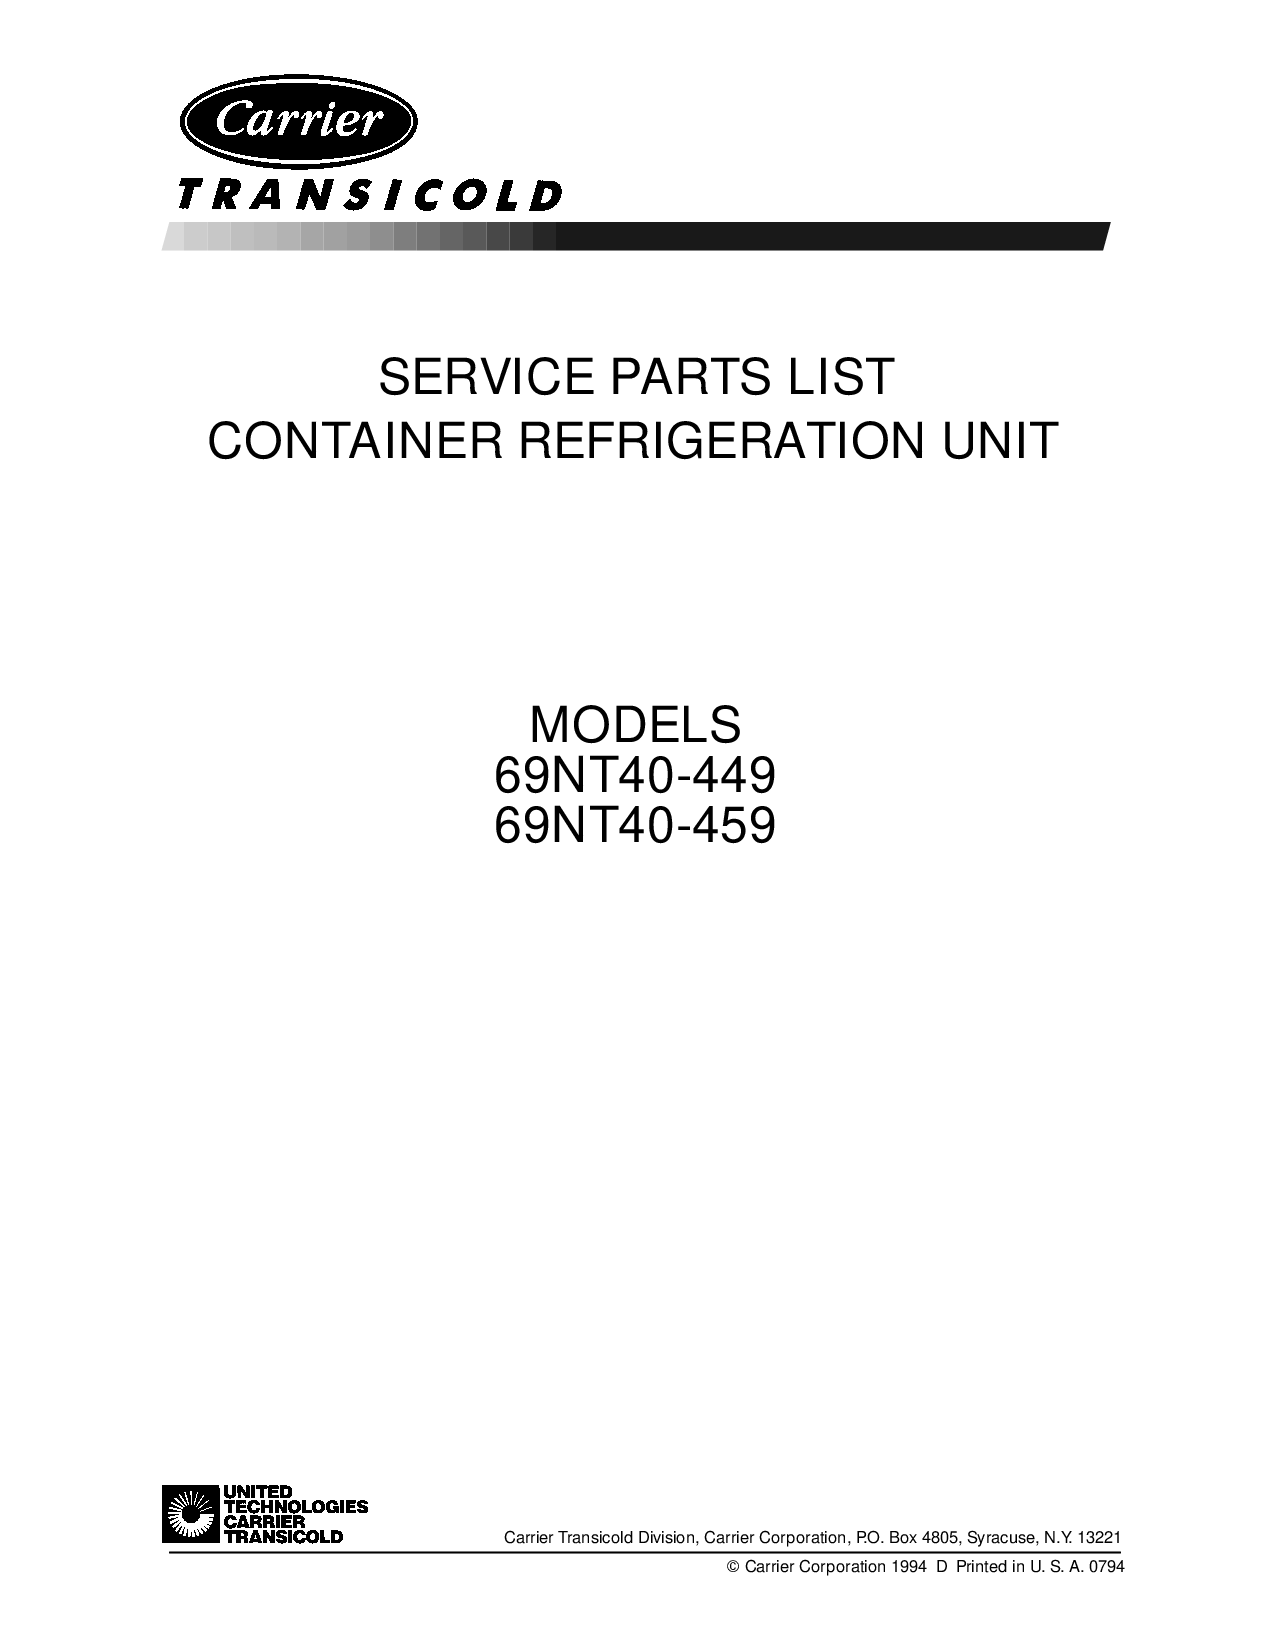 Carrier
TRANSICOLD
SERVICE PARTS LIST
CONTAINER REFRIGERATION UNIT
MODELS
69NT40-449
69NT40-459
UNITED
TECHNOLOGIES
CARRIER
TRANSICOLD
Carrier Transicold Division, Carrier Corporation, P.O. Box 4805, Syracuse, N.Y. 13221
© Carrier Corporation 1994 D Printed in U. S. A. 0794